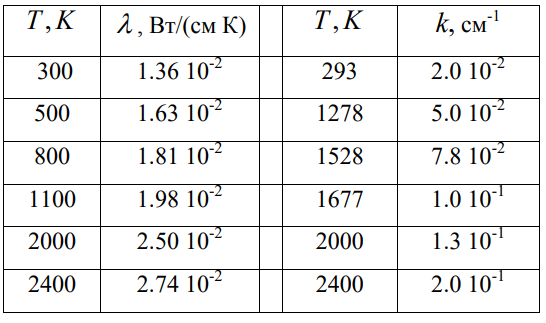 T, K λ, Вт/(см К) T, K k, см⁻¹
300 1.36 10⁻² 293 2.0 10⁻²
500 1.63 10⁻² 1278 5.0 10⁻²
800 1.81 10⁻² 1528 7.8 10⁻²
1100 1.98 10⁻² 1677 1.0 10⁻¹
2000 2.50 10⁻² 2000 1.3 10⁻¹
2400 2.74 10⁻² 2400 2.0 10⁻¹